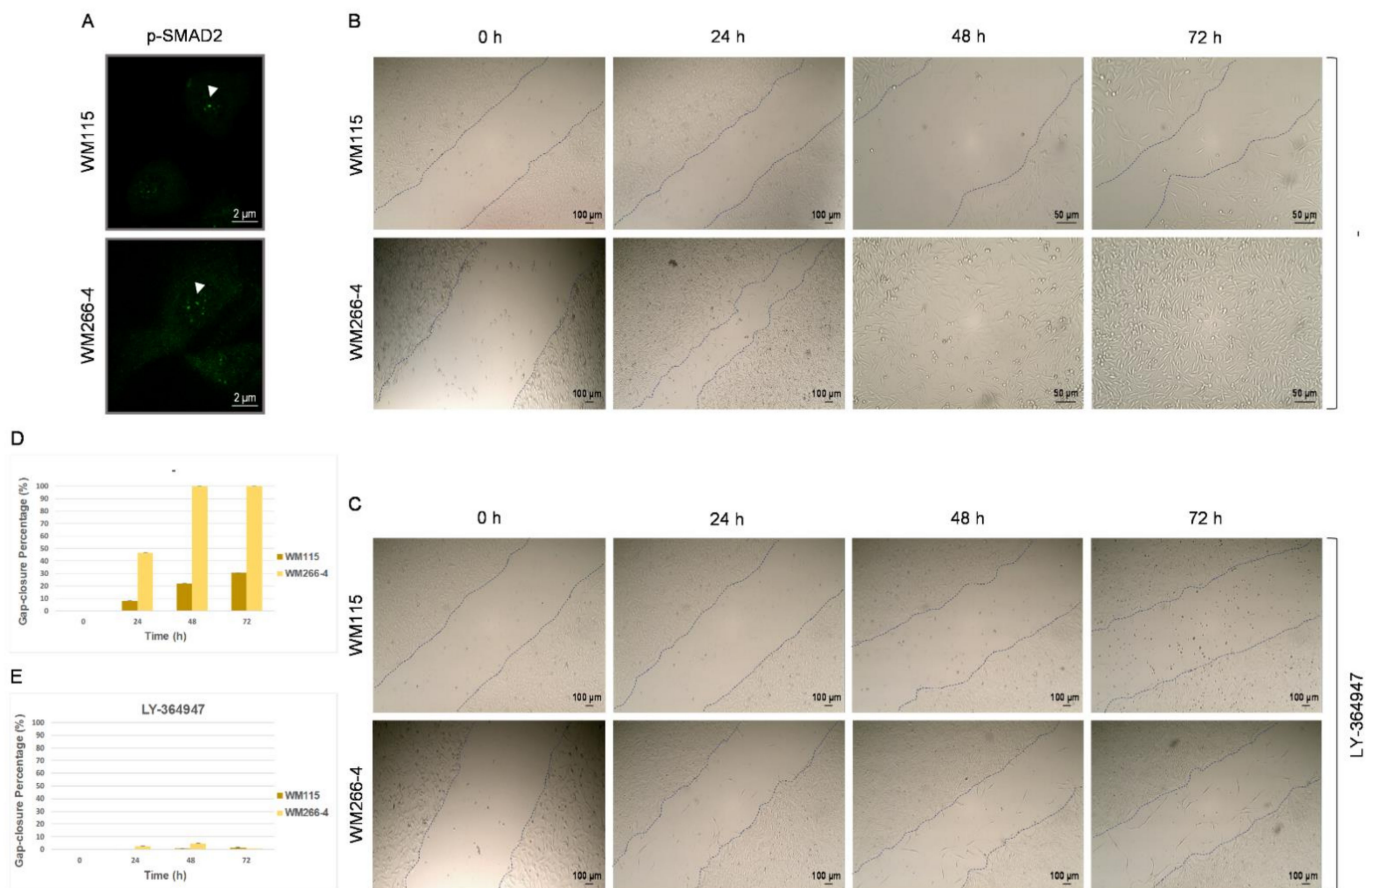 A
p-SMAD2
WM115
2 µm
WM266-4
2 µm
B
0 h
24 h
48 h
72 h
WM115
100 µm
100 µm
50 µm
50 µm
-
WM266-4
100 µm
100 µm
50 µm
50 µm
D
-
Gap-closure Percentage (%)
100
90
80
70
60
50
40
30
20
10
0
0
24
48
72
Time (h)
WM115
WM266-4
E
LY-364947
Gap-closure Percentage (%)
100
90
80
70
60
50
40
30
20
10
0
0
24
48
72
Time (h)
WM115
WM266-4
C
0 h
24 h
48 h
72 h
WM115
100 µm
100 µm
100 µm
100 µm
LY-364947
WM266-4
100 µm
100 µm
100 µm
100 µm